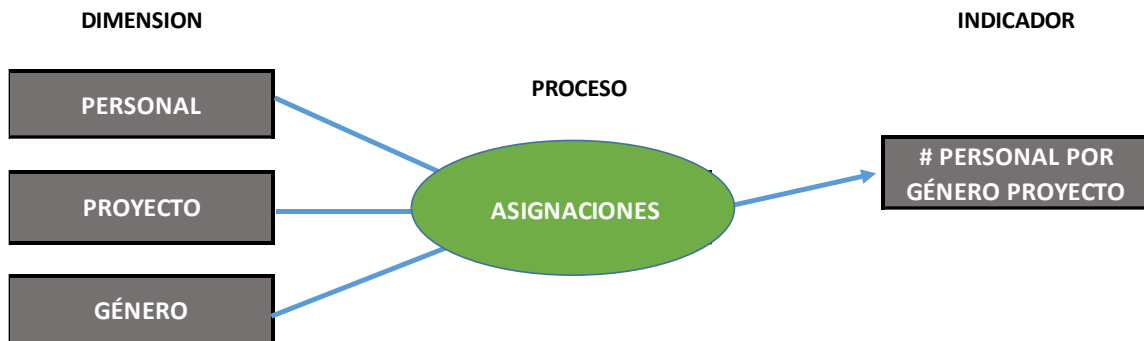 DIMENSION
INDICADOR
PERSONAL
PROCESO
# PERSONAL POR
GÉNERO PROYECTO
PROYECTO
ASIGNACIONES
GÉNERO